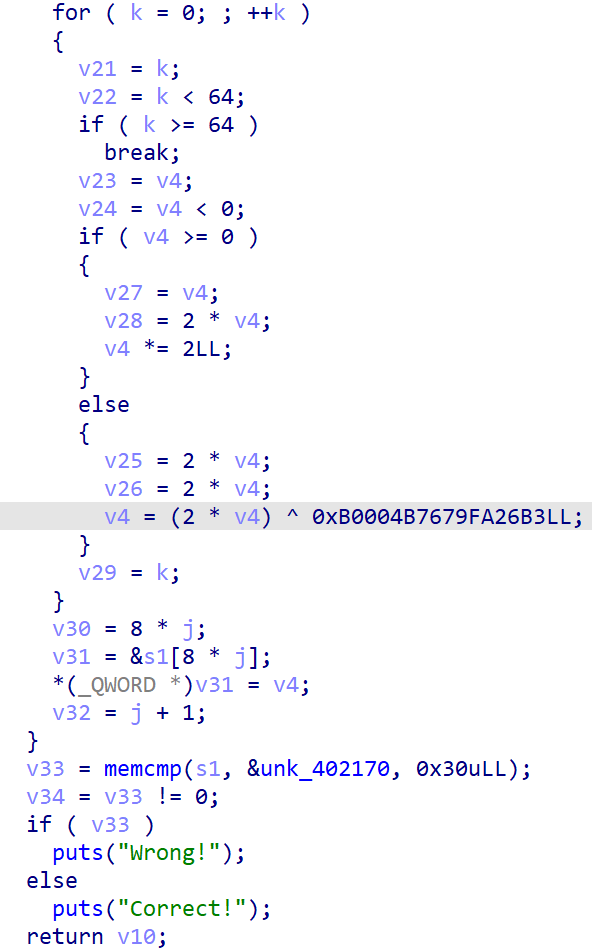 for ( k = 0; ; ++k )
{
v21 = k;
v22 = k < 64;
if ( k >= 64 )
break;
v23 = v4;
v24 = v4 < 0;
if ( v4 >= 0 )
{
v27 = v4;
v28 = 2 * v4;
v4 *= 2LL;
}
else
{
v25 = 2 * v4;
v26 = 2 * v4;
v4 = (2 * v4) ^ 0xB0004B7679FA26B3LL;
}
v29 = k;
}
v30 = 8 * j;
v31 = &s1[8 * j];
*(_QWORD *)v31 = v4;
v32 = j + 1;
}
v33 = memcmp(s1, &unk_402170, 0x30uLL);
v34 = v33 != 0;
if ( v33 )
puts("Wrong!");
else
puts("Correct!");
return v10;